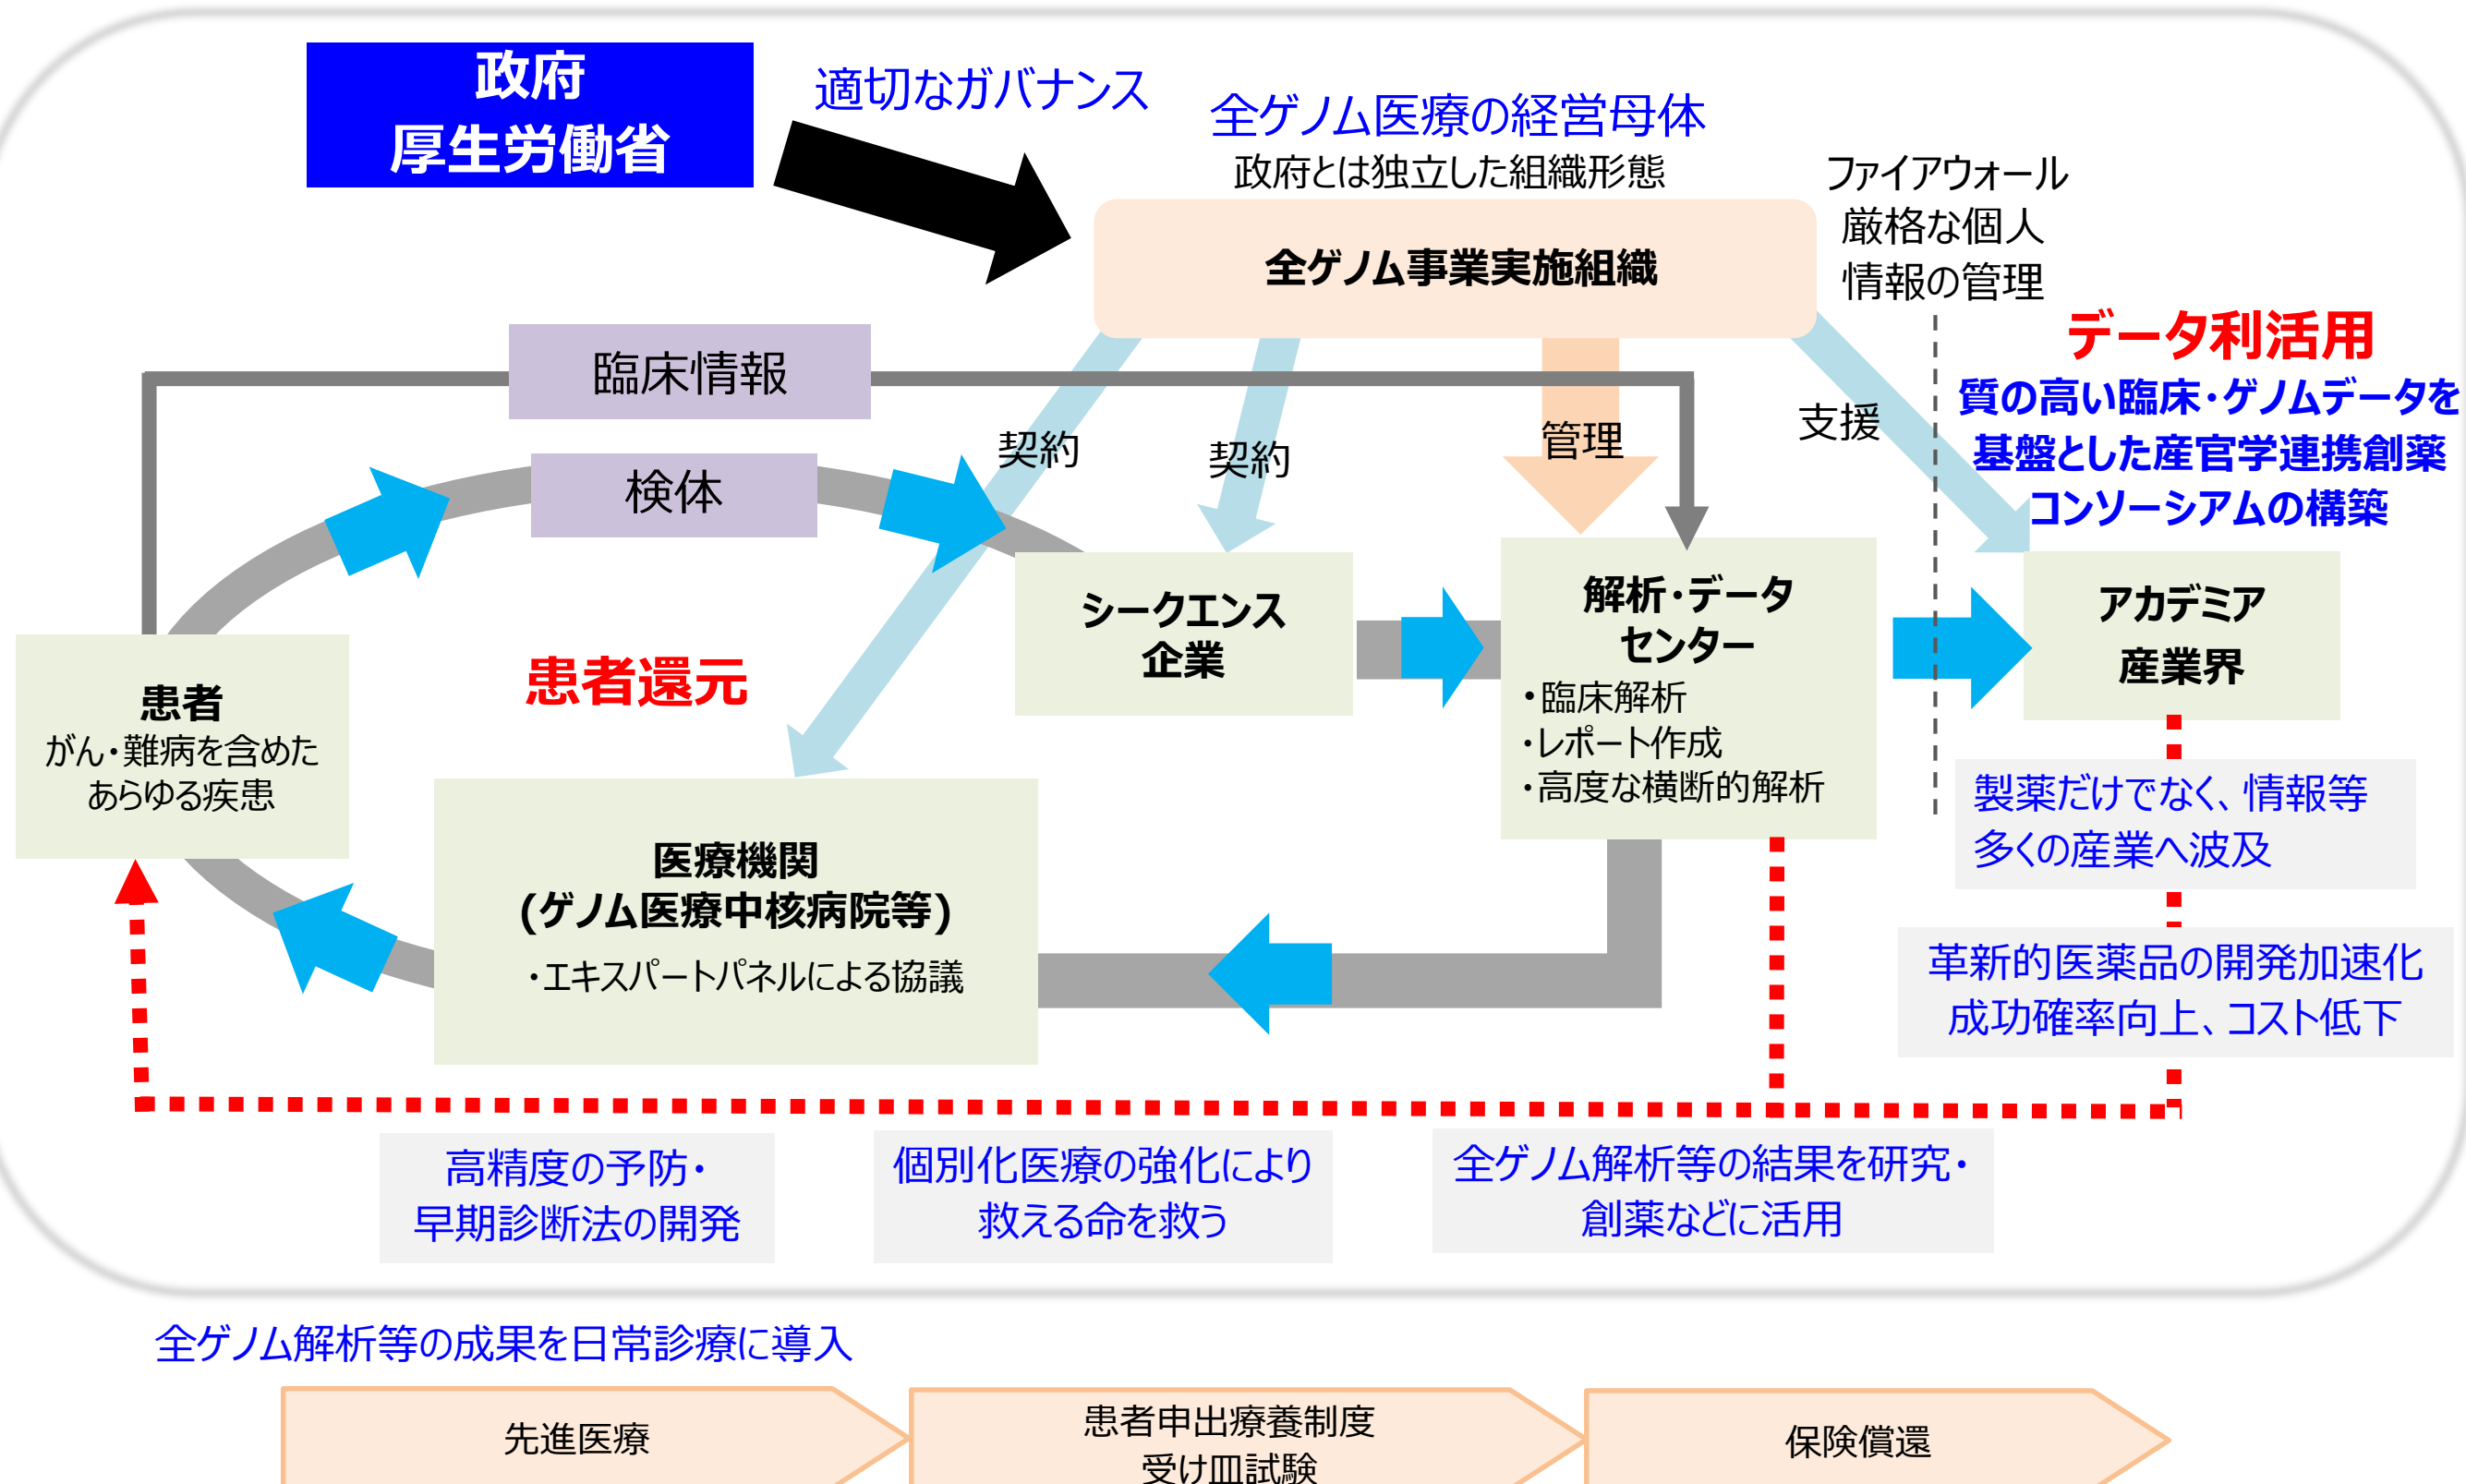 政府
厚生労働省
適切なガバナンス
全ゲノム医療の経営母体
政府とは独立した組織形態
全ゲノム事業実施組織
ファイアウォール
厳格な個人
情報の管理
データ利活用
質の高い臨床・ゲノムデータを
基盤とした産官学連携創薬
コンソーシアムの構築
臨床情報
検体
契約
契約
管理
支援
シークエンス
企業
解析・データ
センター
・臨床解析
・レポート作成
・高度な横断的解析
アカデミア
産業界
患者
がん・難病を含めた
あらゆる疾患
患者還元
医療機関
(ゲノム医療中核病院等)
・エキスパートパネルによる協議
製薬だけでなく、情報等
多くの産業へ波及
革新的医薬品の開発加速化
成功確率向上、コスト低下
高精度の予防・
早期診断法の開発
個別化医療の強化により
救える命を救う
全ゲノム解析等の結果を研究・
創薬などに活用
全ゲノム解析等の成果を日常診療に導入
先進医療
患者申出療養制度
受け皿試験
保険償還